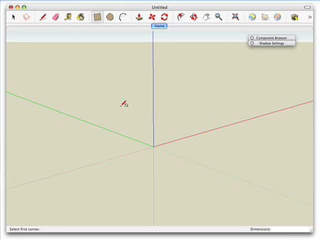 Untitled
Component Browser
Shadow Settings
Select first corner.
Dimensions